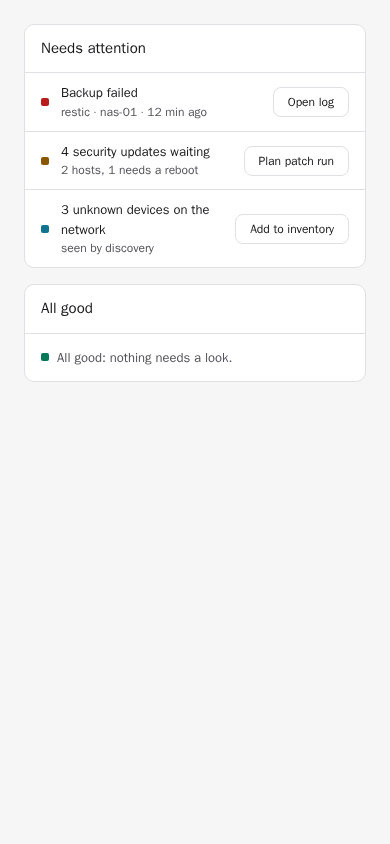 Needs attention
Backup failed
restic · nas-01 · 12 min ago
Open log
4 security updates waiting
2 hosts, 1 needs a reboot
Plan patch run
3 unknown devices on the
network
seen by discovery
Add to inventory
All good
All good: nothing needs a look.